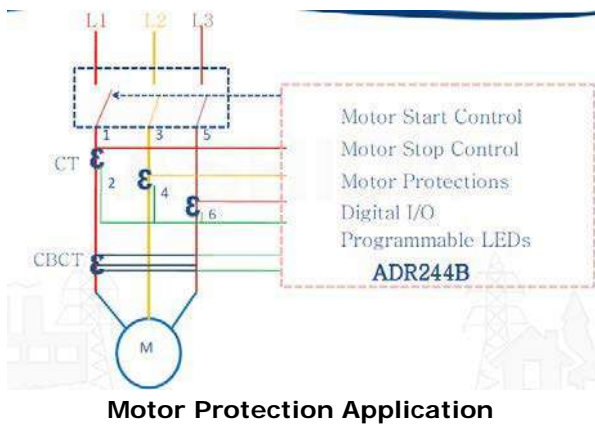 L1 L2 L3
1 3 5
CT
2 4 6
CBCT
M
Motor Start Control
Motor Stop Control
Motor Protections
Digital I/O
Programmable LEDs
ADR244B
Motor Protection Application